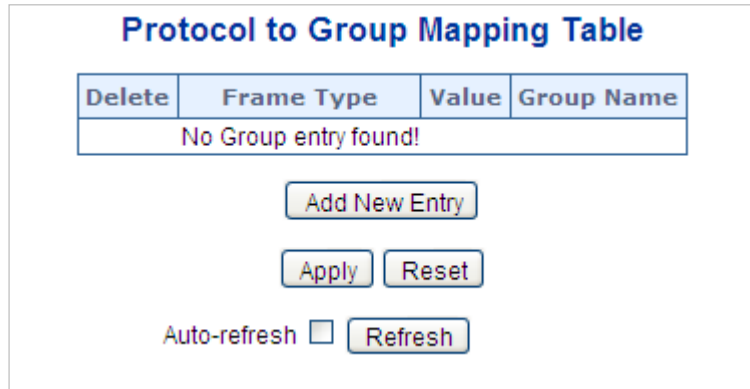 Protocol to Group Mapping Table
Delete Frame Type Value Group Name
No Group entry found!
Add New Entry
Apply Reset
Auto-refresh Refresh